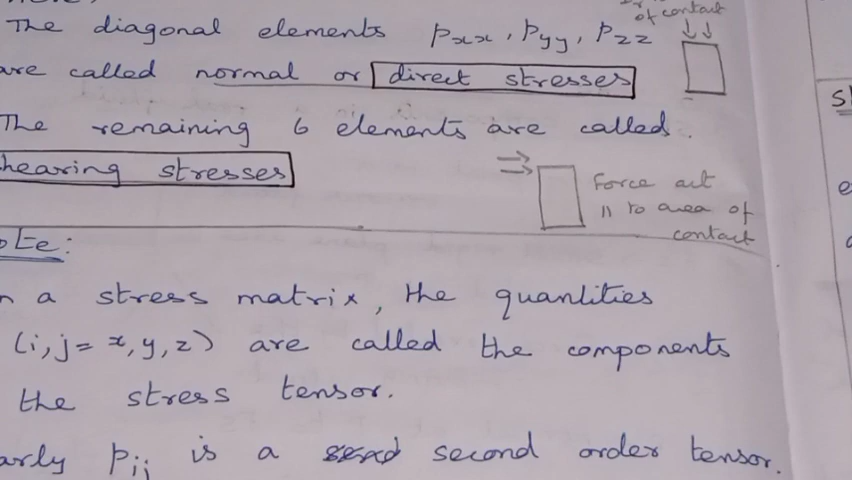 of contact
The diagonal elements Pxx, Pyy, Pzz
are called normal or direct stresses
The remaining 6 elements are called.
hearing stresses
Force act
11 to area of
contact
ote:
n a stress matrix, the quantities
(i,j= x,y,z) are called the components
the stress tensor.
arly Pij is a second order tensor.